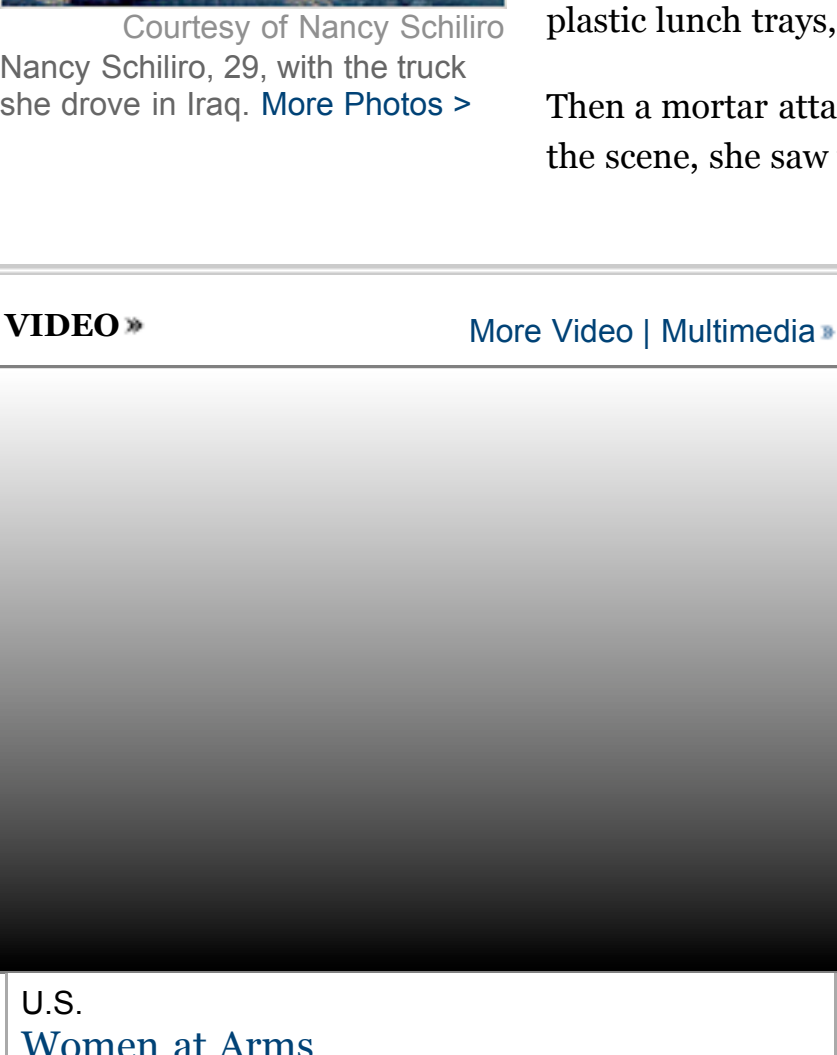 Courtesy of Nancy Schiliro
Nancy Schiliro, 29, with the truck
she drove in Iraq. More Photos >
plastic lunch trays,
Then a mortar atta
the scene, she saw
VIDEO »
More Video | Multimedia »
U.S.
Women at Arms